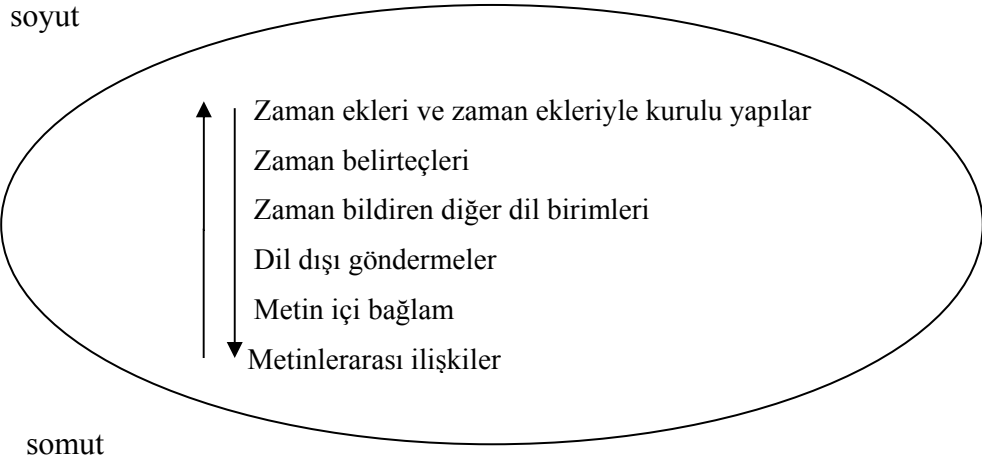 soyut
Zaman ekleri ve zaman ekleriyle kurulu yapılar
Zaman belirteçleri
Zaman bildiren diğer dil birimleri
Dil dışı göndermeler
Metin içi bağlam
Metinlerarası ilişkiler
somut